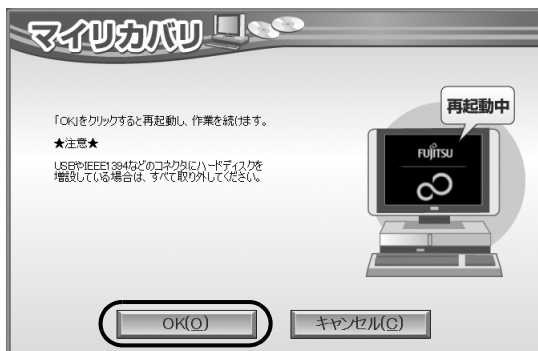 マイリカバリ
「OK」をクリックすると再起動し、作業を続けます。
★注意★
USBやIEEE1394などのコネクタにハードディスクを
増設している場合は、すべて取り外してください。
再起動中
FUJITSU
OK(O)
キャンセル(C)